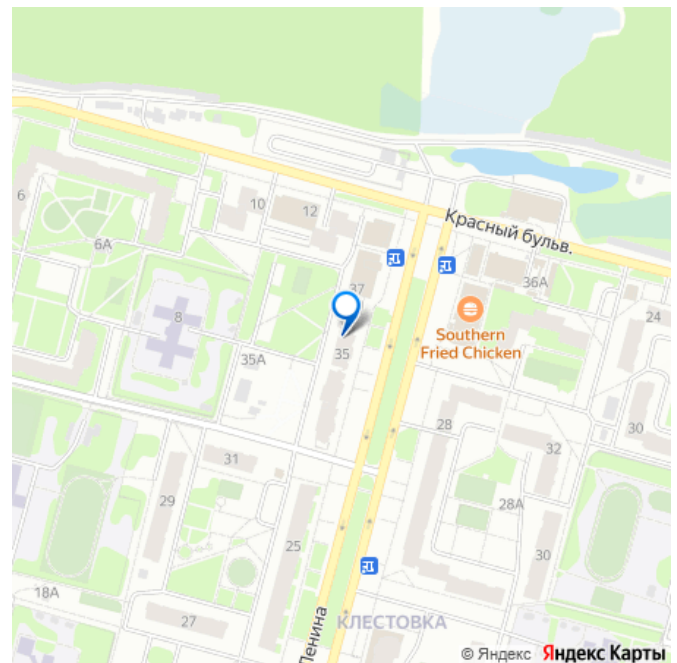 6
10
12
Красный бульв.
6А
37
36А
24
8
Southern
Fried Chicken
35
35А
28
30
32
31
29
28А
25
30
18А
27
Ленина
КЛЕСТОВКА
© Яндекс Яндекс Карты